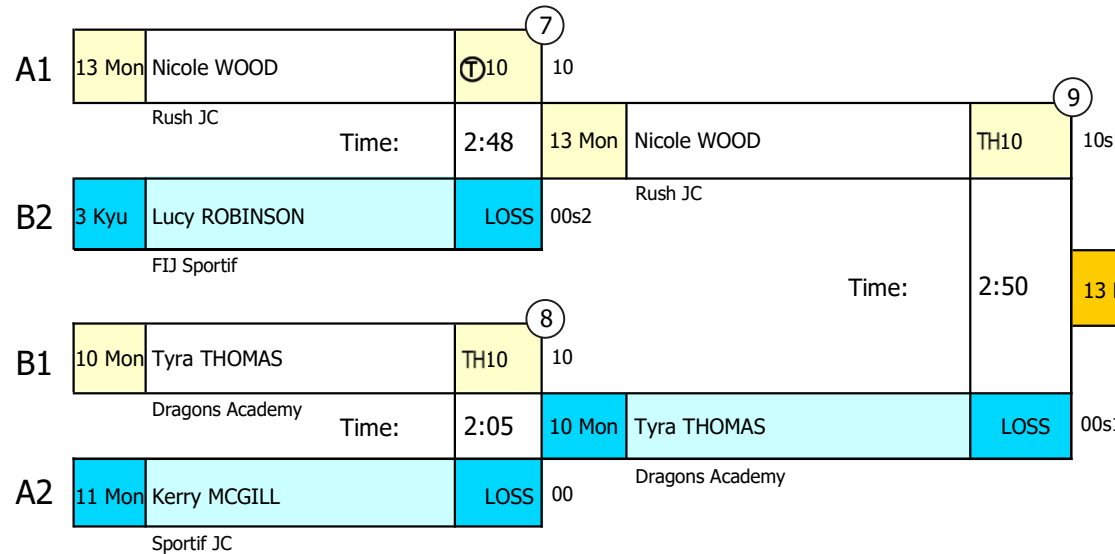 7
A1 13 Mon Nicole WOOD Ⓣ10 10
9
Rush JC
Time: 2:48 13 Mon Nicole WOOD TH10 10s
B2 3 Kyu Lucy ROBINSON LOSS 00s2
Rush JC
FIJ Sportif
Time: 2:50 13
8
B1 10 Mon Tyra THOMAS TH10 10
Dragons Academy
Time: 2:05 10 Mon Tyra THOMAS LOSS
Dragons Academy
A2 11 Mon Kerry MCGILL LOSS 00
Sportif JC